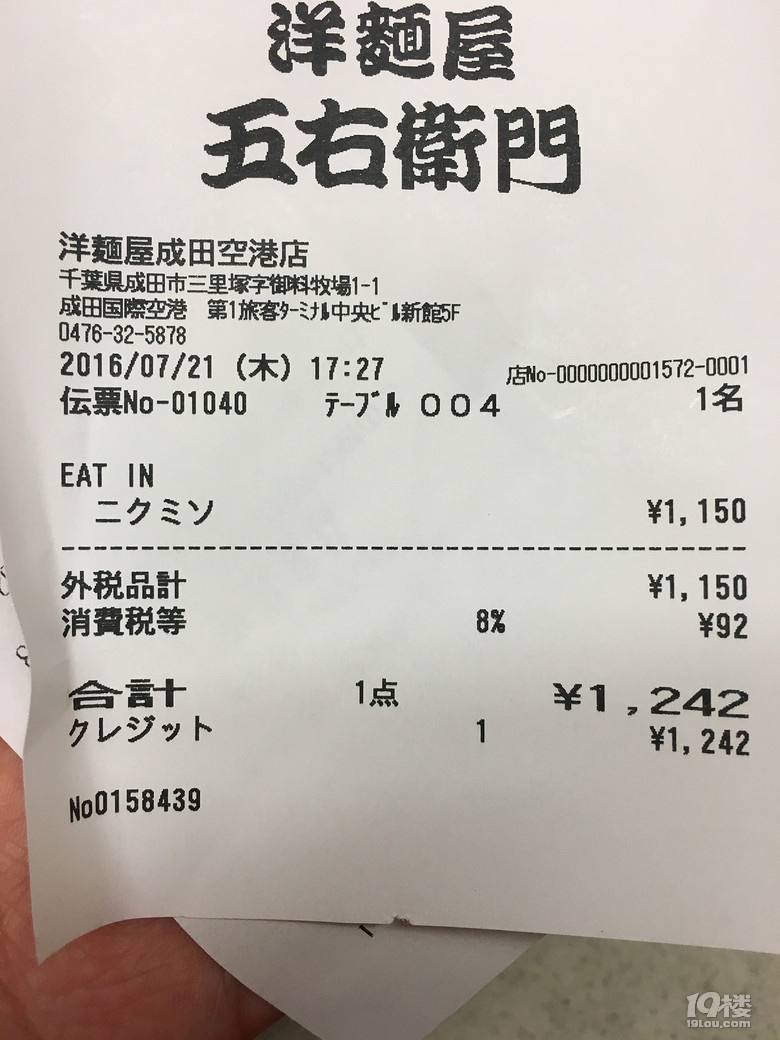 洋麺屋
五右衛門
洋麺屋成田空港店
千葉県成田市三里塚字御料牧場1-1
成田国際空港 第1旅客ﾀｰﾐﾅﾙ中央ﾋﾞﾙ新館5F
0476-32-5878
2016/07/21 (木) 17:27 店No-0000000001572-0001
伝票No-01040 ﾃｰﾌﾞﾙ 004 1名
EAT IN
ニクミソ ¥1,150
外税品計 ¥1,150
消費税等 8% ¥92
合計 1点 ¥1,242
クレジット 1 ¥1,242
No0158439
19楼
19lou.com